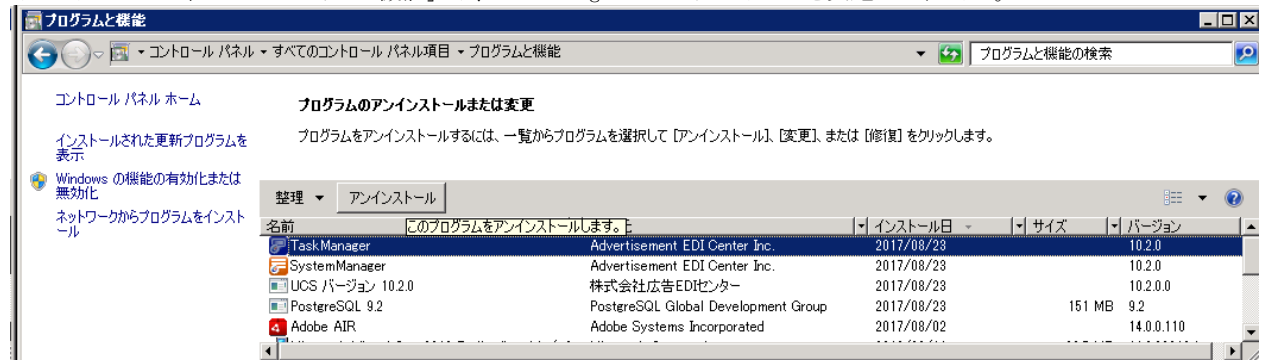 プログラムと機能
コントロール パネル ▾ すべてのコントロール パネル項目 ▾ プログラムと機能
プログラムと機能の検索
コントロール パネル ホーム
インストールされた更新プログラムを
表示
Windows の機能の有効化または
無効化
ネットワークからプログラムをインスト
ール
プログラムのアンインストールまたは変更
プログラムをアンインストールするには、一覧からプログラムを選択して [アンインストール]、[変更]、または [修復] をクリックします。
整理 ▾ アンインストール
名前 このプログラムをアンインストールします。 インストール日 サイズ バージョン
TaskManager Advertisement EDI Center Inc. 2017/08/23 10.2.0
SystemManager Advertisement EDI Center Inc. 2017/08/23 10.2.0
UCS バージョン 10.2.0 株式会社広告EDIセンター 2017/08/23 10.2.0.0
PostgreSQL 9.2 PostgreSQL Global Development Group 2017/08/23 151 MB 9.2
Adobe AIR Adobe Systems Incorporated 2017/08/02 14.0.0.110